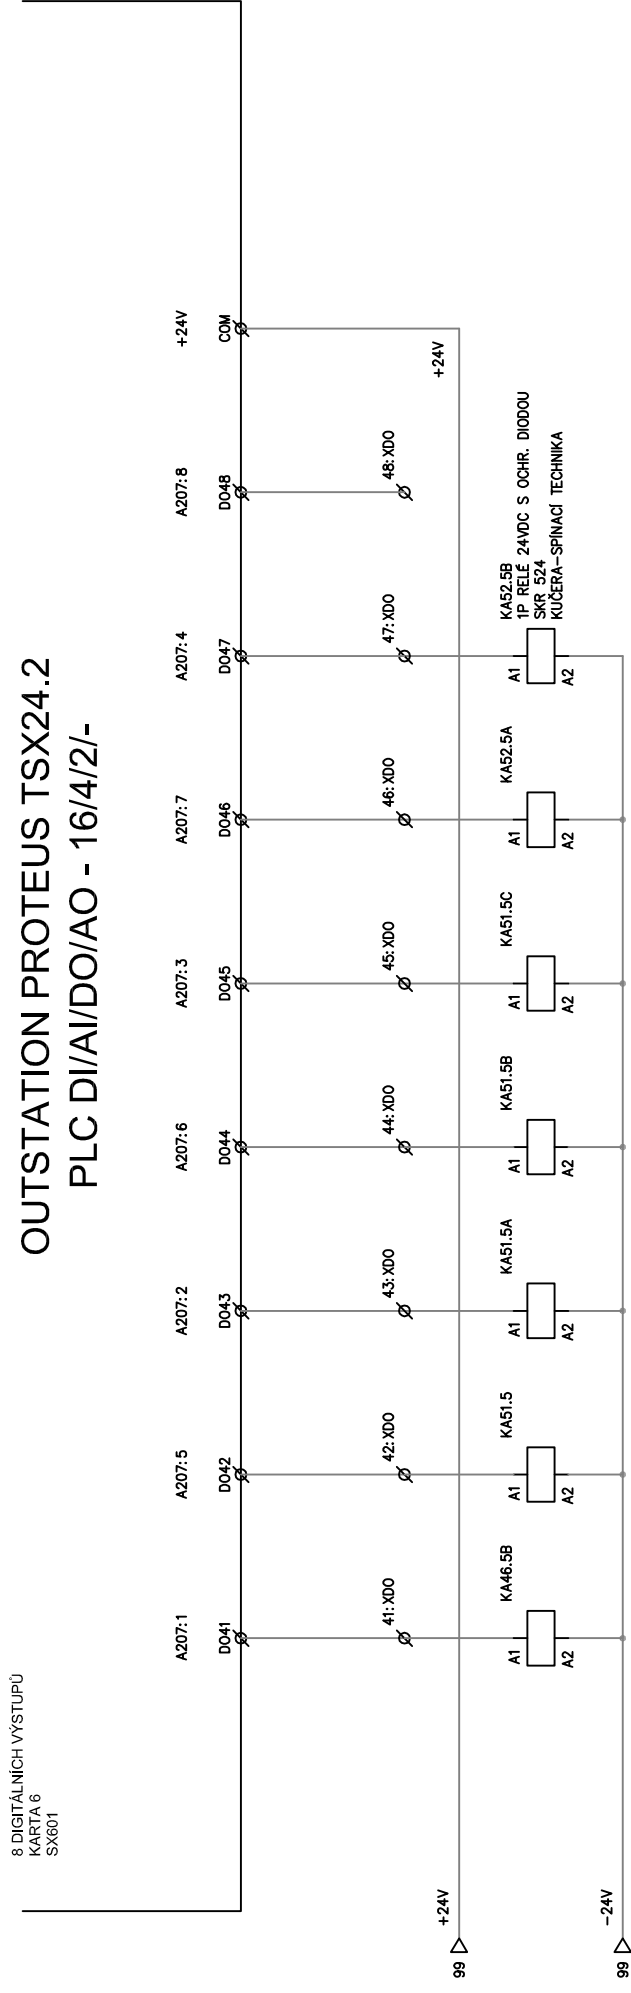 8 DIGITÁLNÍCH VÝSTUPŮ
KARTA 6
SX601
OUTSTATION PROTEUS TSX24.2
PLC DI/AI/DO/AO - 16/4/2/-
A207:1
A207:5
A207:2
A207:6
A207:3
A207:7
A207:4
A207:8
+24V
DO41
DO42
DO43
DO44
DO45
DO46
DO47
DO48
COM
41:XDO
42:XDO
43:XDO
44:XDO
45:XDO
46:XDO
47:XDO
48:XDO
99
+24V
+24V
KA46.5B
A1
A2
KA51.5
A1
A2
KA51.5A
A1
A2
KA51.5B
A1
A2
KA51.5C
A1
A2
KA52.5A
A1
A2
KA52.5B
1P RELÉ 24VDC S OCHR. DIODOU
SKR 524
KUČERA-SPÍNACÍ TECHNIKA
A1
A2
99
-24V